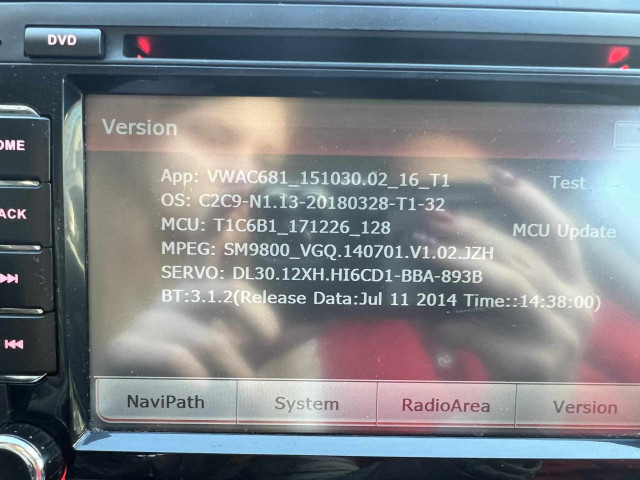 DVD
Version
App: VWAC681_151030.02_16_T1
Test
OS: C2C9-N1.13-20180328-T1-32
MCU: T1C6B1_171226_128
MCU Update
MPEG: SM9800_VGQ.140701.V1.02.JZH
SERVO: DL30.12XH.HI6CD1-BBA-893B
BT:3.1.2(Release Data:Jul 11 2014 Time::14:38:00)
OME
ACK
NaviPath
System
RadioArea
Version